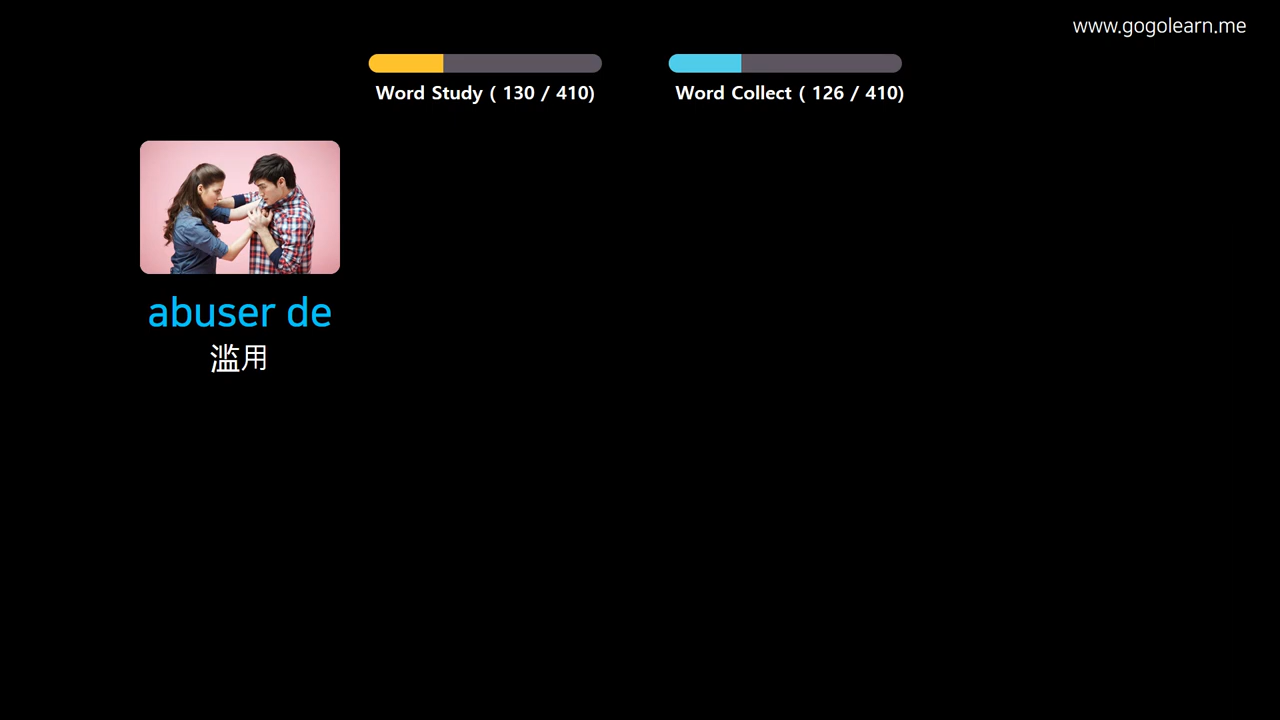 www.gogolearn.me
Word Study ( 130 / 410)
Word Collect ( 126 / 410)
abuser de
滥用